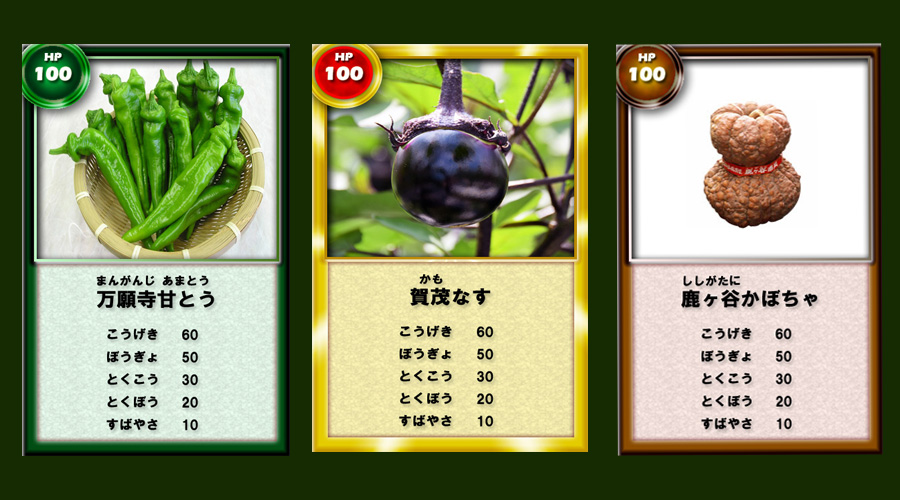 HP
100
まんがんじ あまとう
万願寺甘とう
こうげき 60
ぼうぎょ 50
とくこう 30
とくぼう 20
すばやさ 10
HP
100
かも
賀茂なす
こうげき 60
ぼうぎょ 50
とくこう 30
とくぼう 20
すばやさ 10
HP
100
ししがたに
鹿ヶ谷かぼちゃ
こうげき 60
ぼうぎょ 50
とくこう 30
とくぼう 20
すばやさ 10